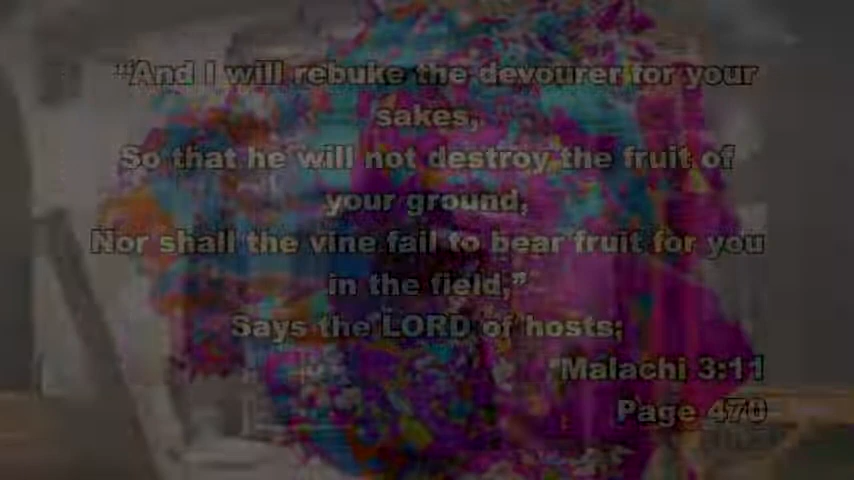 “And I will rebuke the devourer for your
sakes,
So that he will not destroy the fruit of
your ground,
Nor shall the vine fail to bear fruit for you
in the field,”
Says the LORD of hosts;
"Malachi 3:11
Page 470